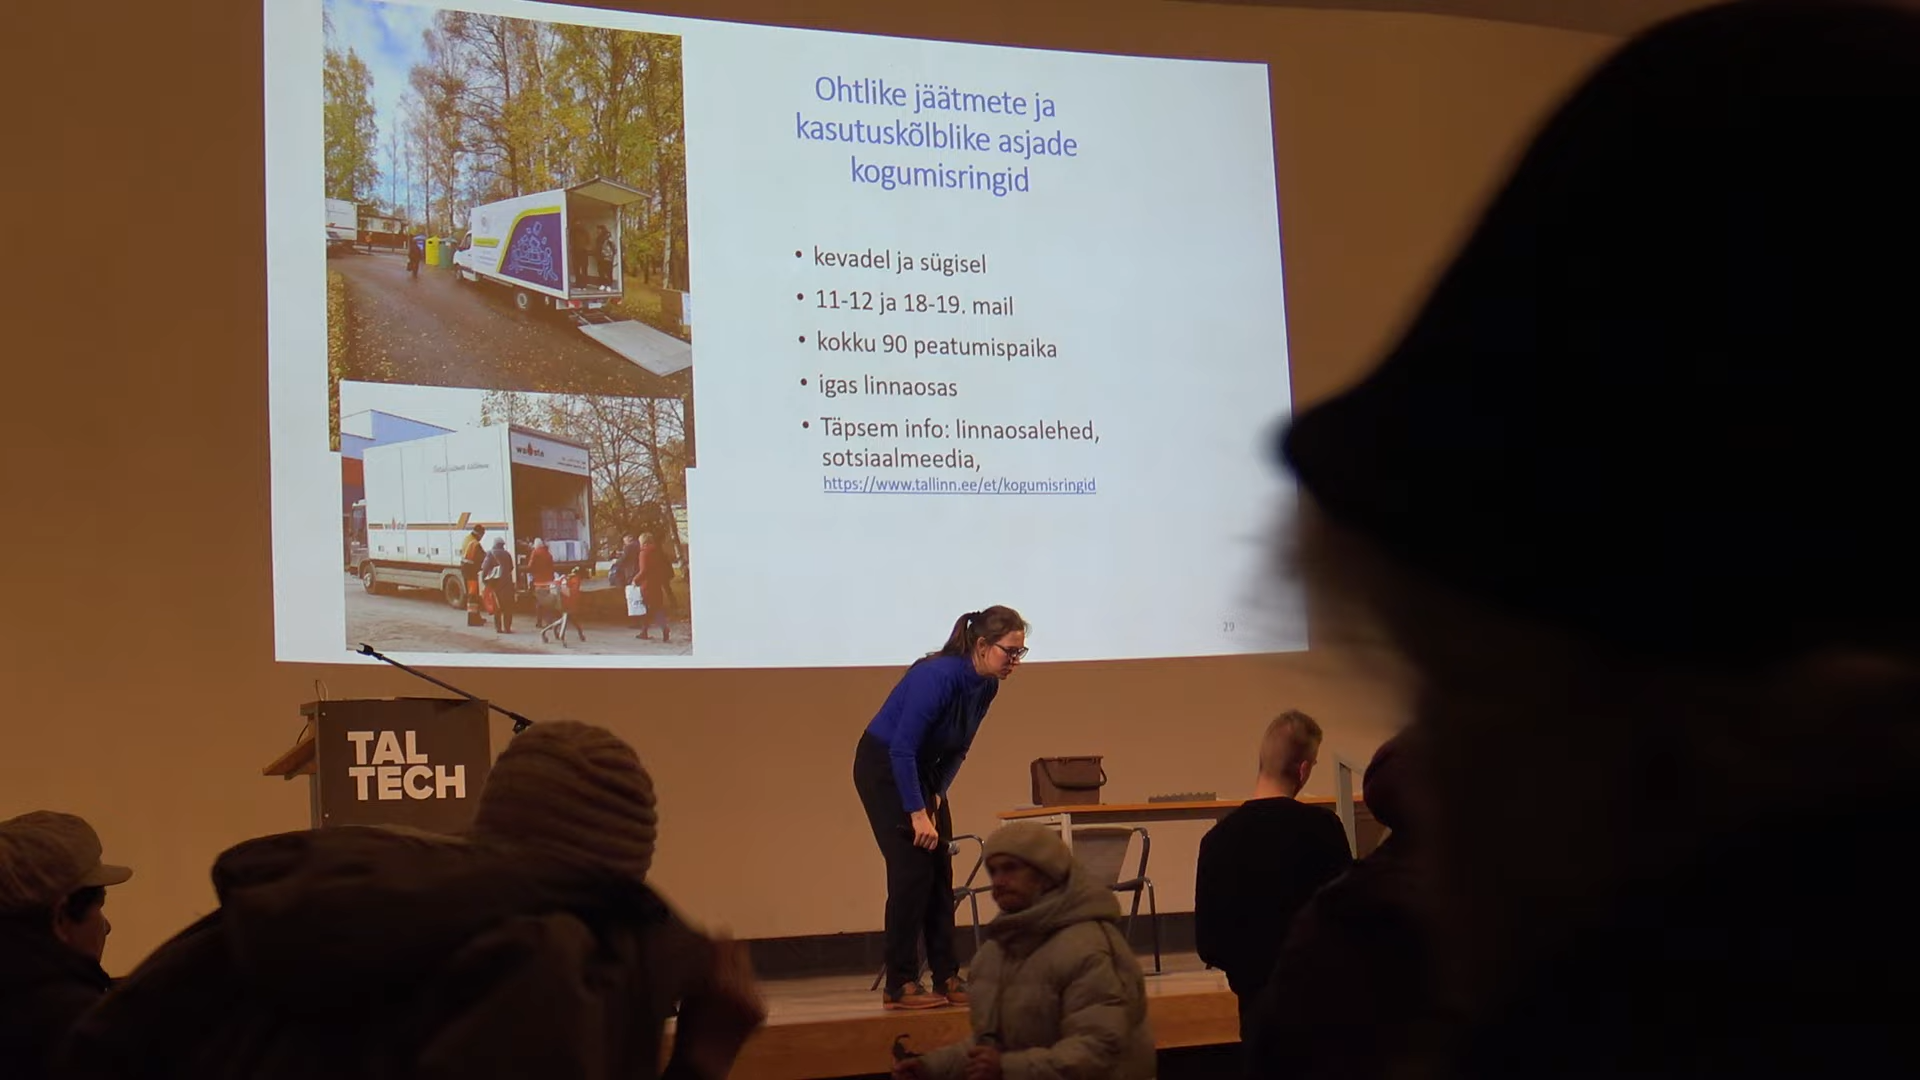 Ohtlike jäätmete ja
kasutuskõlblike asjade
kogumisringid
• kevadel ja sügisel
• 11-12 ja 18-19. mail
• kokku 90 peatumispaika
• igas linnaosas
• Täpsem info: linnaosalehed,
sotsiaalmeedia,
https://www.tallinn.ee/et/kogumisringid
29
TAL
TECH